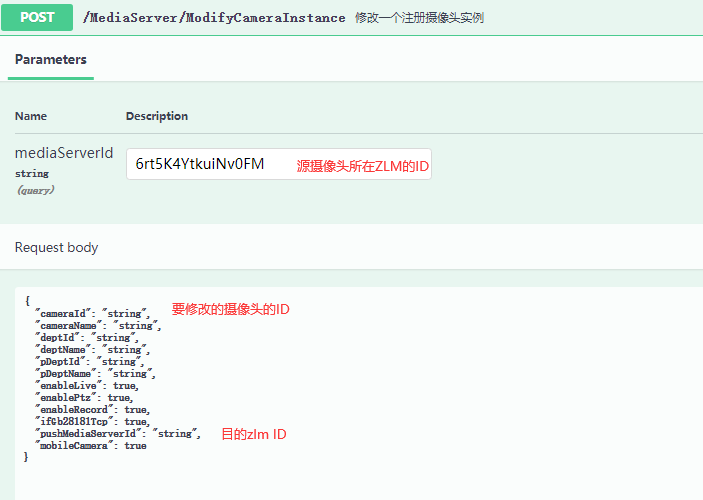 POST /MediaServer/ModifyCameraInstance 修改一个注册摄像头实例
Parameters
Name Description
mediaServerId 6rt5K4YtkuiNv0FM 源摄像头所在ZLM的ID
string
(query)
Request body
{
"cameraId": "string", 要修改的摄像头的ID
"cameraName": "string",
"deptId": "string",
"deptName": "string",
"pDeptId": "string",
"pDeptName": "string",
"enableLive": true,
"enablePtz": true,
"enableRecord": true,
"ifGb28181Tcp": true,
"pushMediaServerId": "string", 目的zlm ID
"mobileCamera": true
}